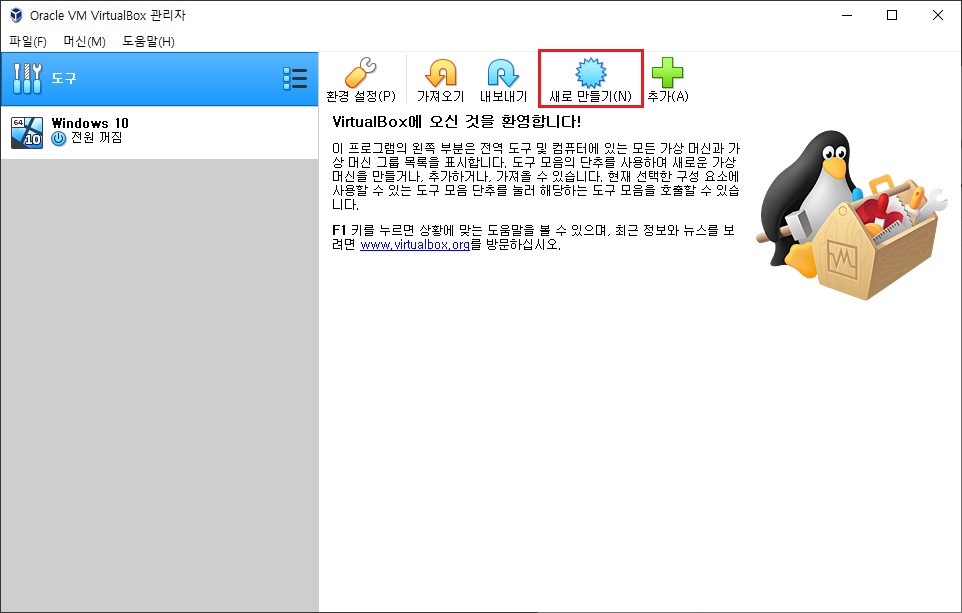 Oracle VM VirtualBox 관리자
파일(F) 머신(M) 도움말(H)
도구
환경 설정(P) 가져오기 내보내기 새로 만들기(N) 추가(A)
64
10
Windows 10
전원 꺼짐
VirtualBox에 오신 것을 환영합니다!
이 프로그램의 왼쪽 부분은 전역 도구 및 컴퓨터에 있는 모든 가상 머신과 가
상 머신 그룹 목록을 표시합니다. 도구 모음의 단추를 사용하여 새로운 가상
머신을 만들거나, 추가하거나, 가져올 수 있습니다. 현재 선택한 구성 요소에
사용할 수 있는 도구 모음 단추를 눌러 해당하는 도구 모음을 호출할 수 있습
니다.
F1 키를 누르면 상황에 맞는 도움말을 볼 수 있으며, 최근 정보와 뉴스를 보
려면 www.virtualbox.org를 방문하십시오.